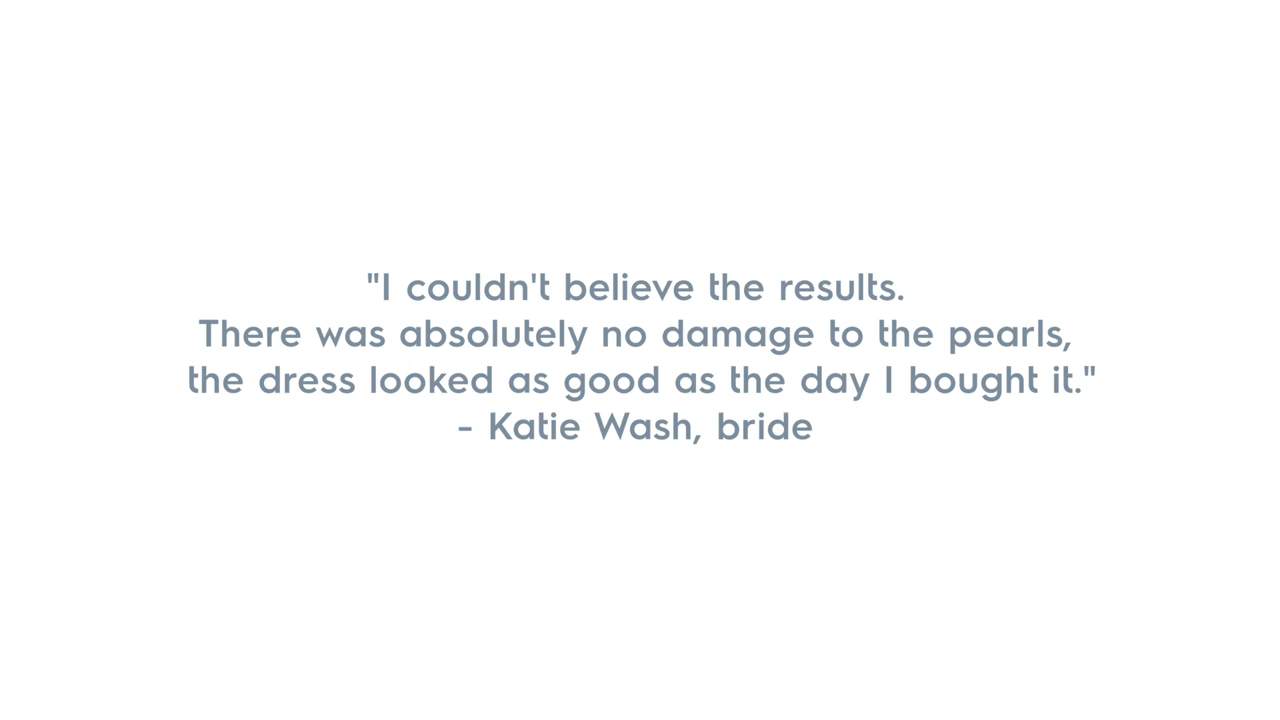 "I couldn't believe the results.
There was absolutely no damage to the pearls,
the dress looked as good as the day I bought it."
- Katie Wash, bride